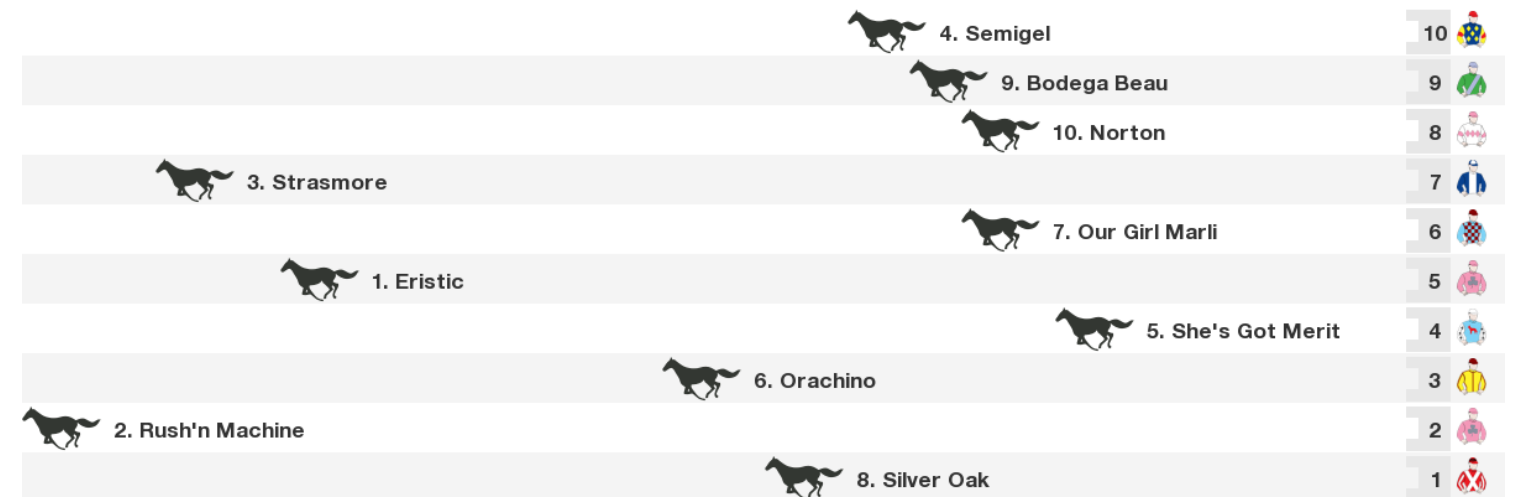 4. Semigel 10
9. Bodega Beau 9
10. Norton 8
3. Strasmore 7
7. Our Girl Marli 6
1. Eristic 5
5. She's Got Merit 4
6. Orachino 3
2. Rush'n Machine 2
8. Silver Oak 1